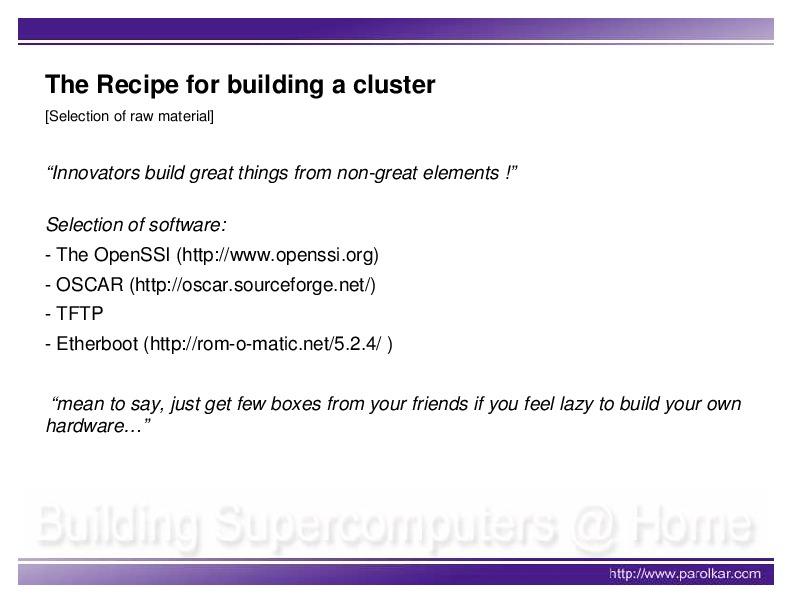 The Recipe for building a cluster
[Selection of raw material]
“Innovators build great things from non-great elements !”
Selection of software:
- The OpenSSI (http://www.openssi.org)
- OSCAR (http://oscar.sourceforge.net/)
- TFTP
- Etherboot (http://rom-o-matic.net/5.2.4/ )
“mean to say, just get few boxes from your friends if you feel lazy to build your own
hardware…”
Building Supercomputers @ Home
http://www.parolkar.com